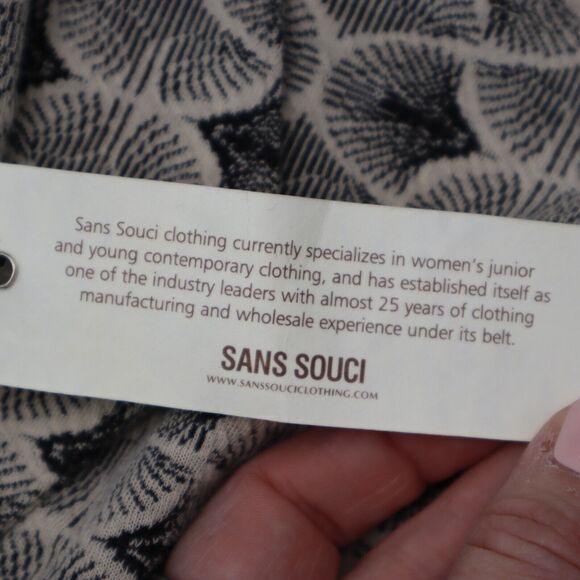 Sans Souci clothing currently specializes in women's junior
and young contemporary clothing, and has established itself as
one of the industry leaders with almost 25 years of clothing
manufacturing and wholesale experience under its belt.
SANS SOUCI
WWW.SANSSOUCICLOTHING.COM